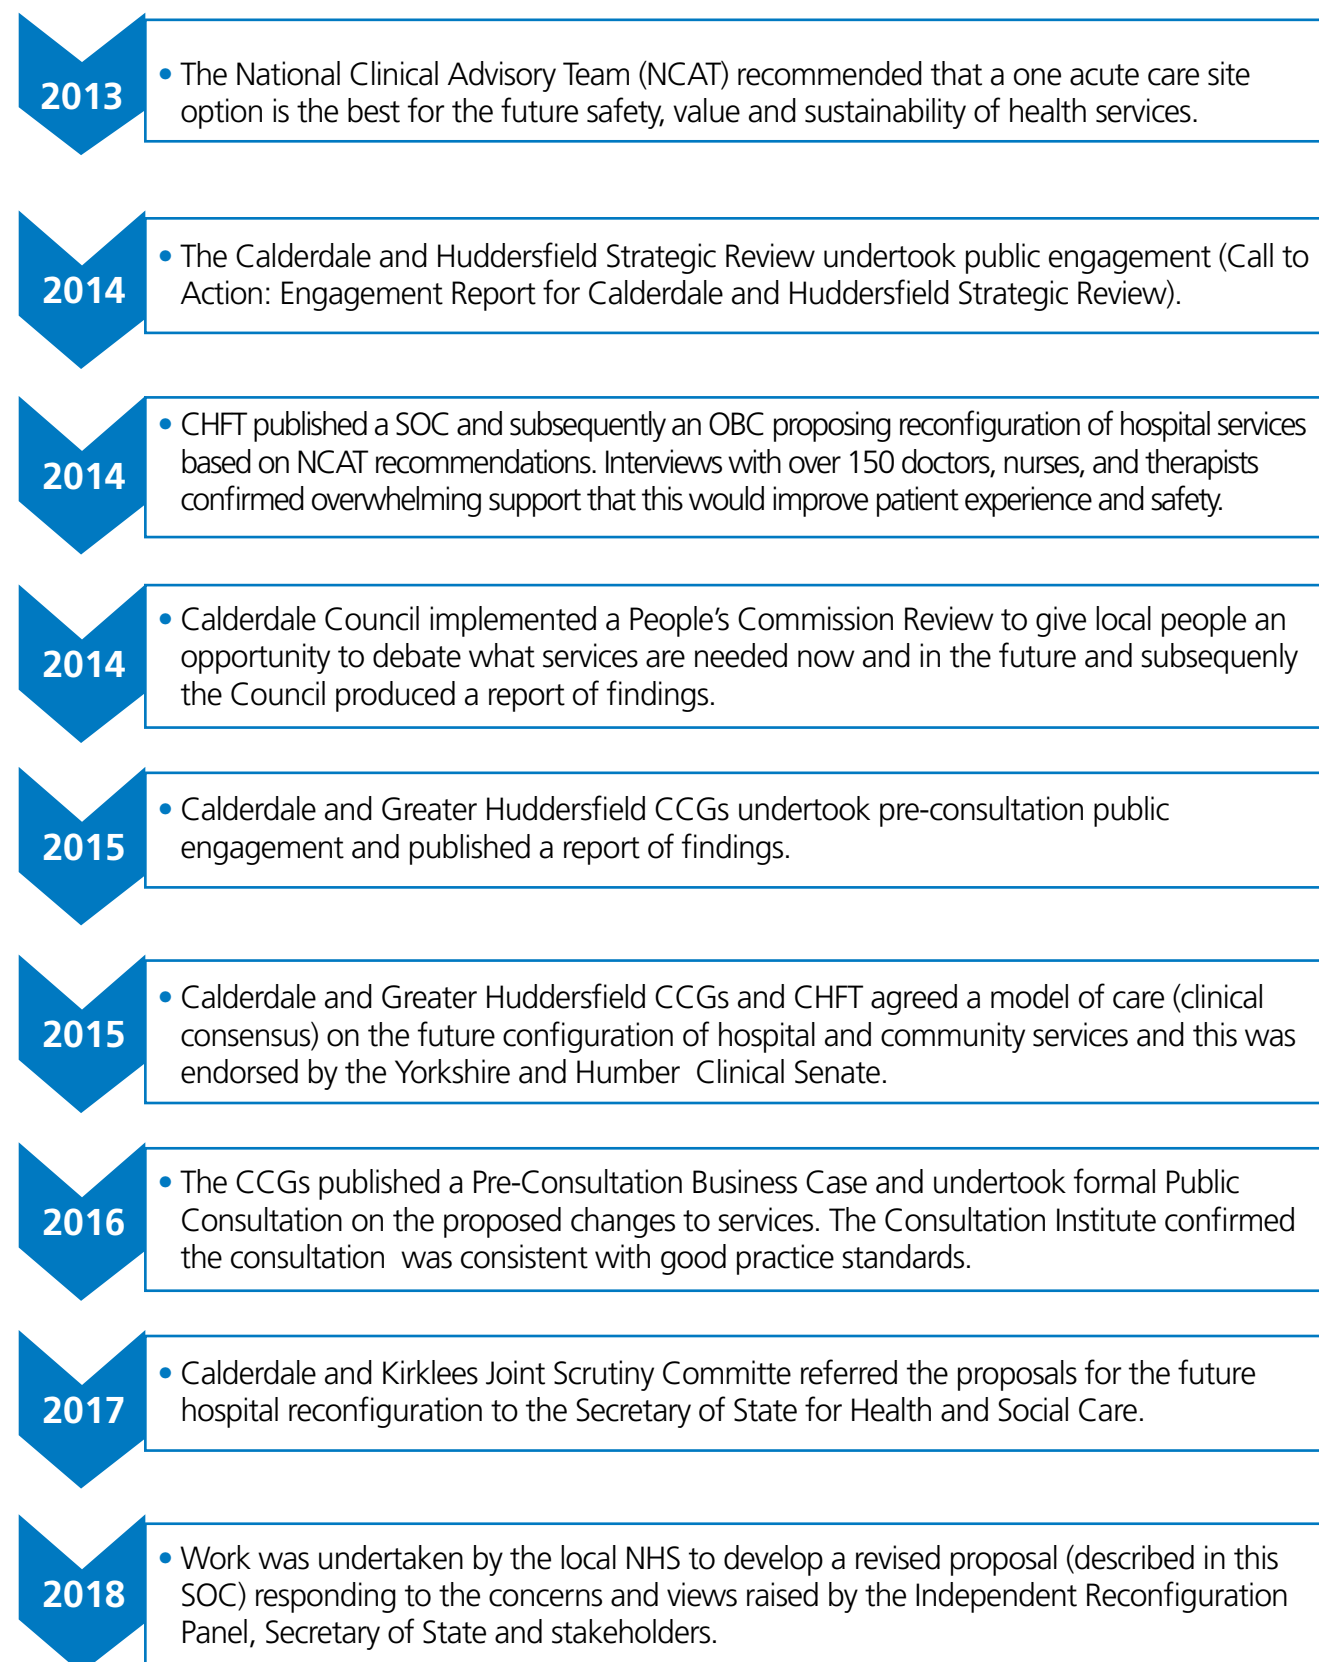 2013
• The National Clinical Advisory Team (NCAT) recommended that a one acute care site
option is the best for the future safety, value and sustainability of health services.
2014
• The Calderdale and Huddersfield Strategic Review undertook public engagement (Call to
Action: Engagement Report for Calderdale and Huddersfield Strategic Review).
2014
• CHFT published a SOC and subsequently an OBC proposing reconfiguration of hospital services
based on NCAT recommendations. Interviews with over 150 doctors, nurses, and therapists
confirmed overwhelming support that this would improve patient experience and safety.
2014
• Calderdale Council implemented a People’s Commission Review to give local people an
opportunity to debate what services are needed now and in the future and subsequenly
the Council produced a report of findings.
2015
• Calderdale and Greater Huddersfield CCGs undertook pre-consultation public
engagement and published a report of findings.
2015
• Calderdale and Greater Huddersfield CCGs and CHFT agreed a model of care (clinical
consensus) on the future configuration of hospital and community services and this was
endorsed by the Yorkshire and Humber  Clinical Senate.
2016
• The CCGs published a Pre-Consultation Business Case and undertook formal Public
Consultation on the proposed changes to services. The Consultation Institute confirmed
the consultation  was consistent with good practice standards.
2017
• Calderdale and Kirklees Joint Scrutiny Committe referred the proposals for the future
hospital reconfiguration to the Secretary of State for Health and Social Care.
2018
• Work was undertaken by the local NHS to develop a revised proposal (described in this
SOC) responding to the concerns and views raised by the Independent Reconfiguration
Panel, Secretary of State and stakeholders.